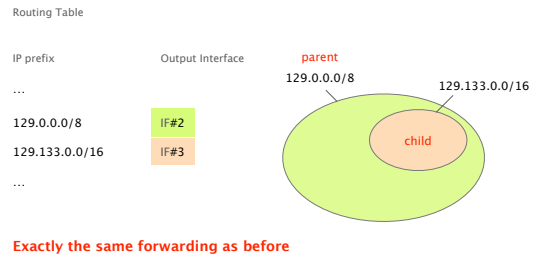 Routing Table
IP prefix
Output Interface
...
129.0.0.0/8
IF#2
129.133.0.0/16
IF#3
...
parent
129.0.0.0/8
129.133.0.0/16
child
Exactly the same forwarding as before